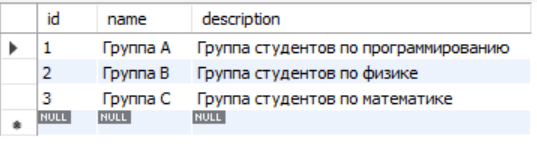 id name description
1 Группа А Группа студентов по программированию
2 Группа В Группа студентов по физике
3 Группа С Группа студентов по математике
NULL NULL NULL